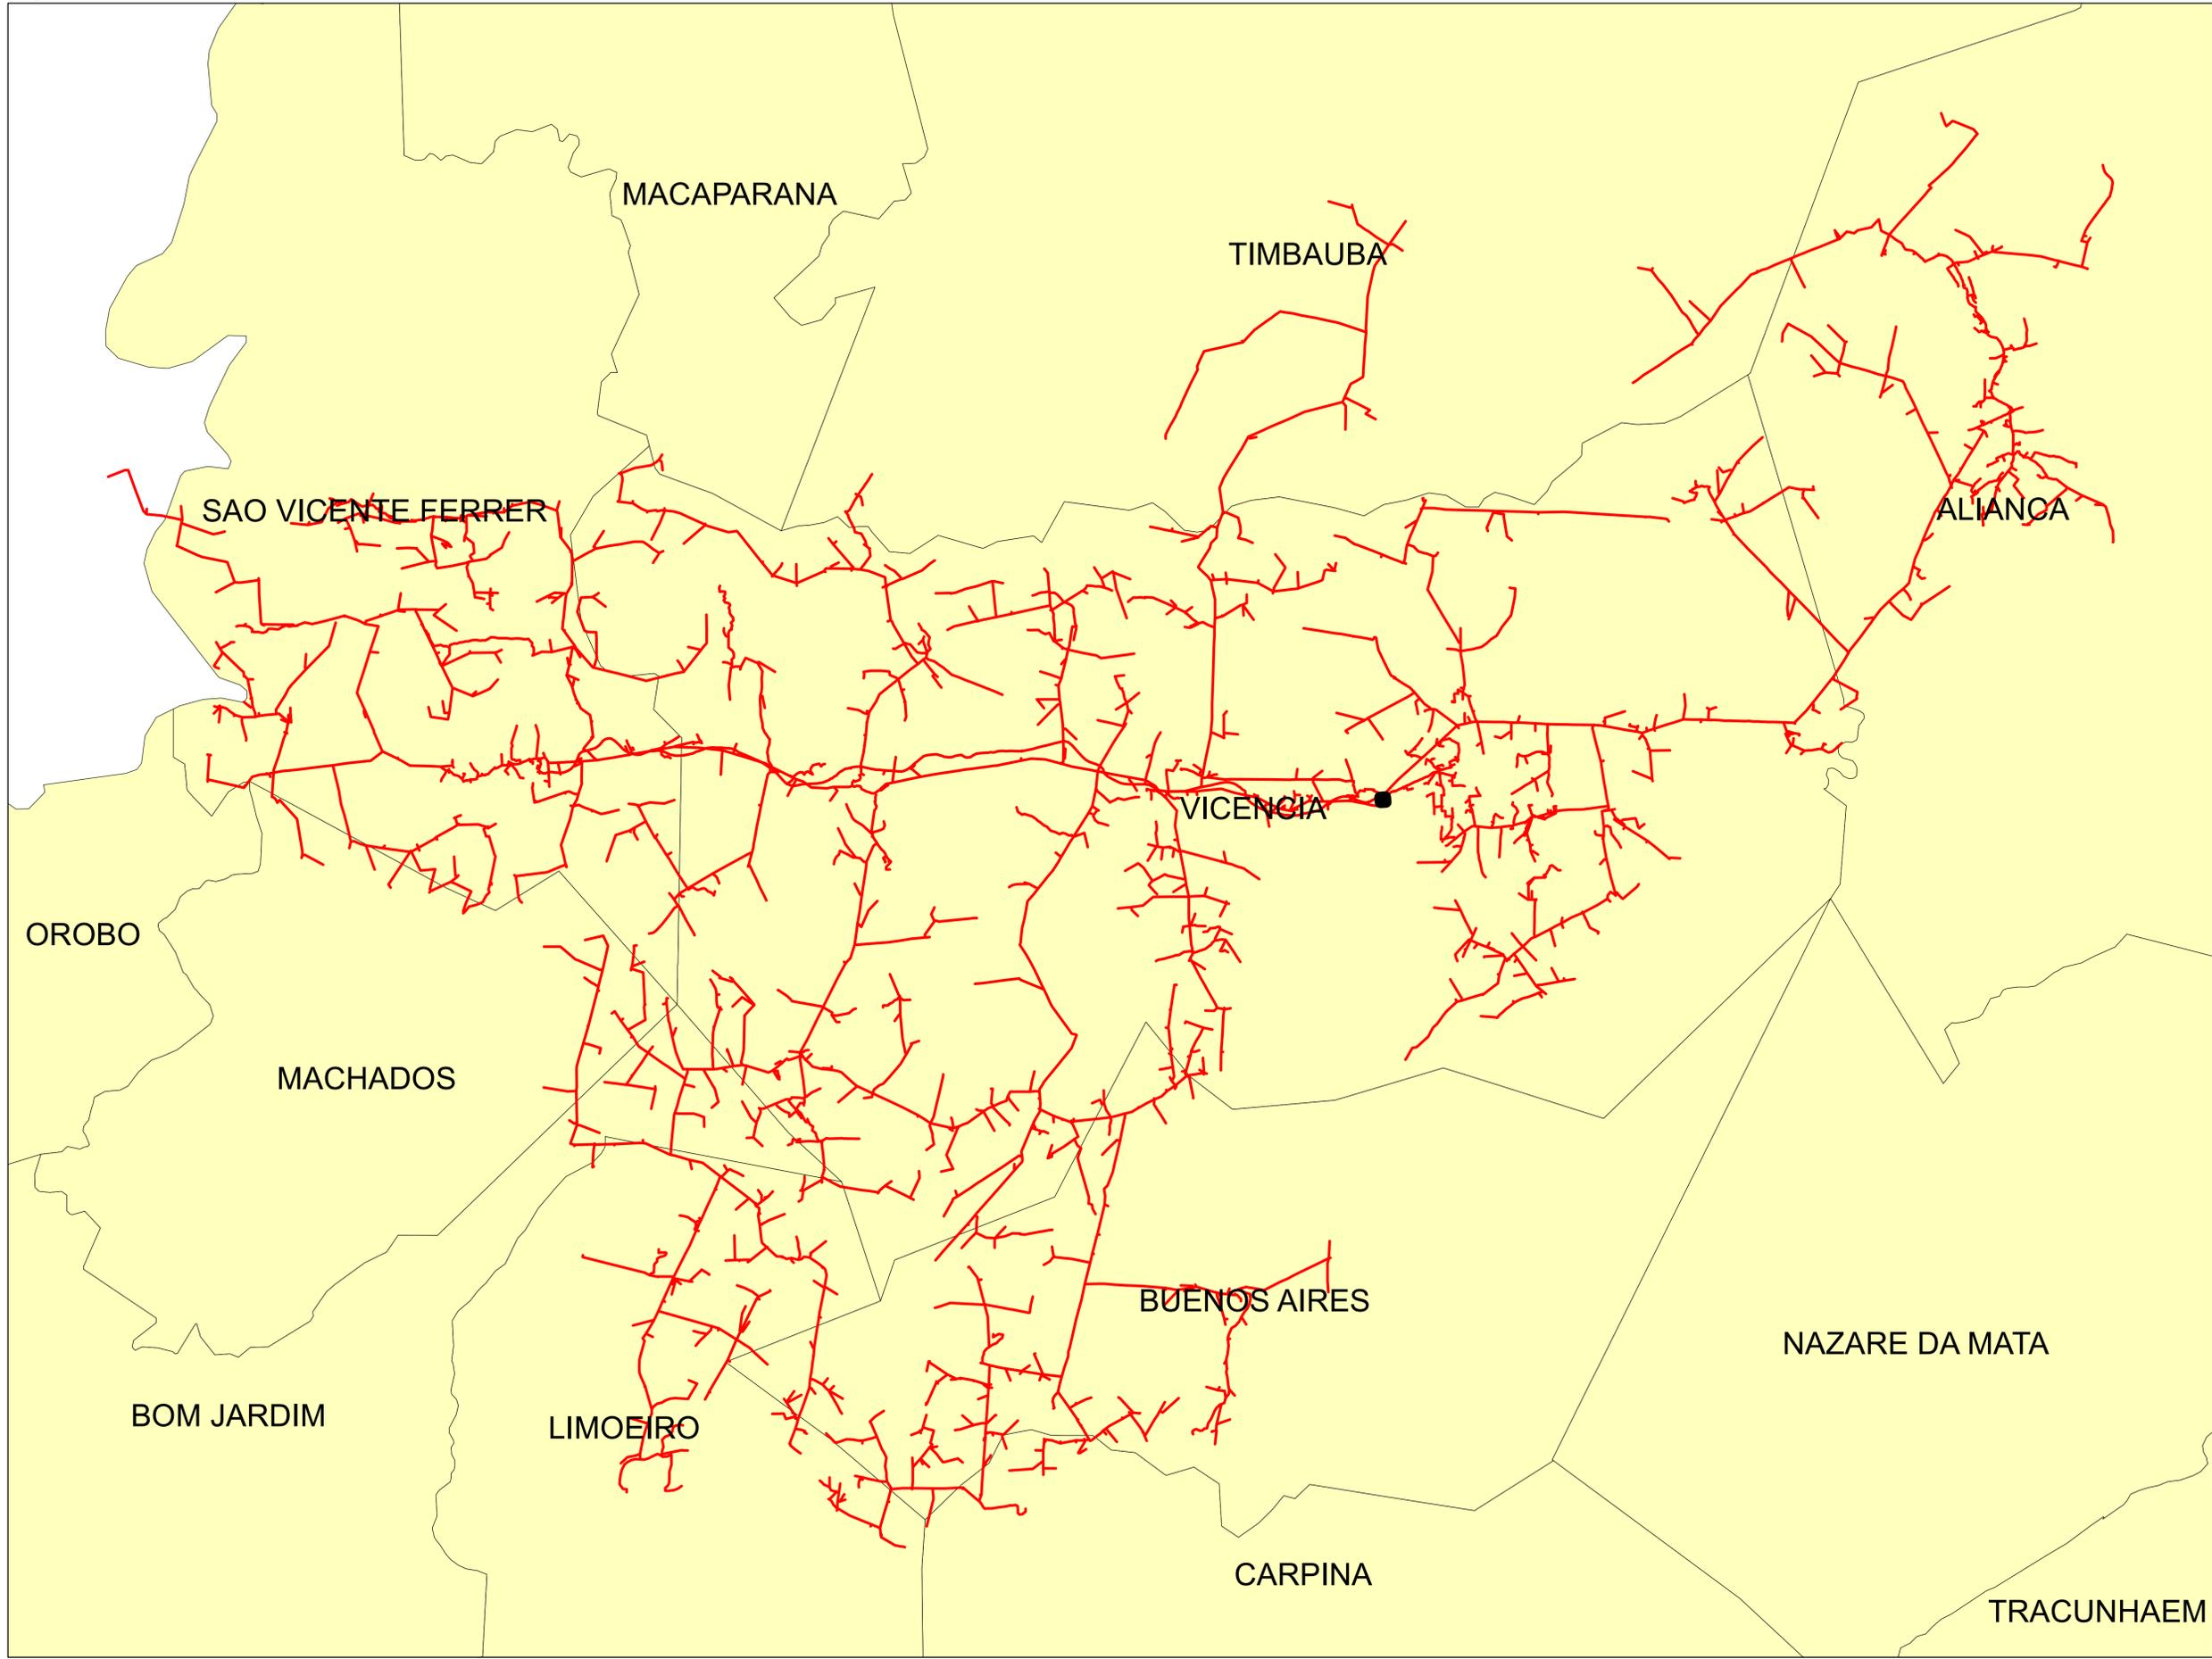 MACAPARANA
TIMBAUBA
SAO VICENTE FERRER
ALIANCA
VICENCIA
OROBO
MACHADOS
BUENOS AIRES
NAZARE DA MATA
BOM JARDIM
LIMOEIRO
CARPINA
TRACUNHAEM